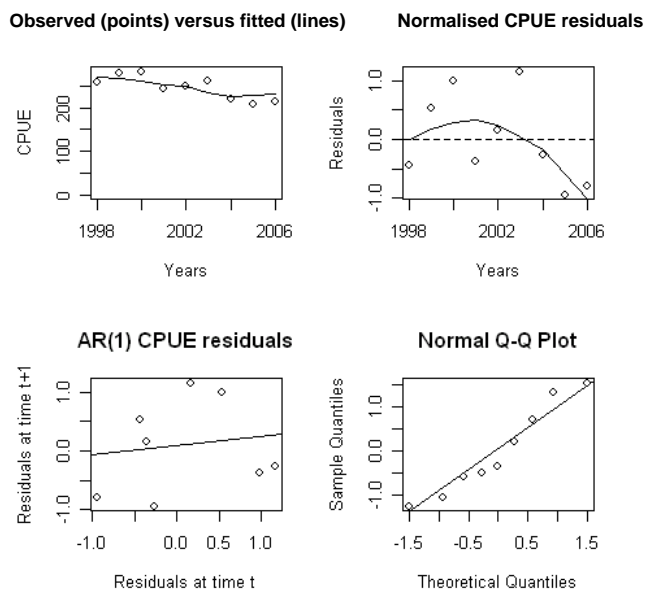 Observed (points) versus fitted (lines)
CPUE
0 100 200
1998 2002 2006
Years
Normalised CPUE residuals
Residuals
-1.0 0.0 1.0
1998 2002 2006
Years
AR(1) CPUE residuals
Residuals at time t+1
-1.0 0.0 1.0
-1.0 0.0 1.0
Residuals at time t
Normal Q-Q Plot
Sample Quantiles
-1.0 0.0 1.0
-1.5 -0.5 0.5 1.5
Theoretical Quantiles